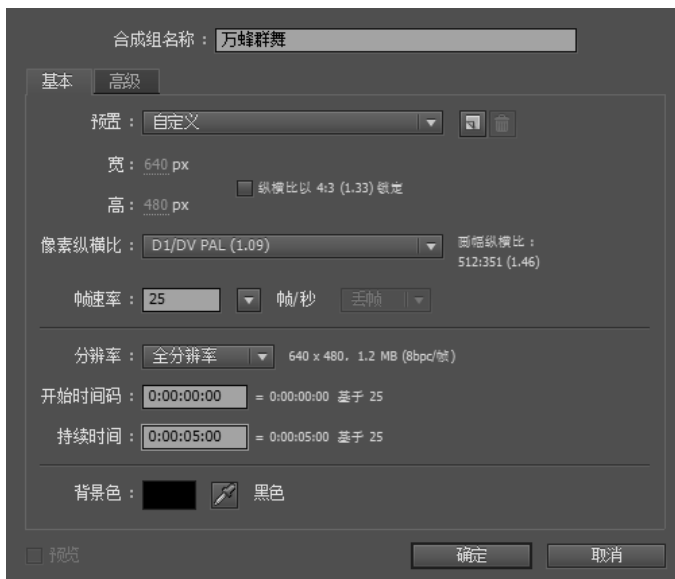 合成组名称： 万蜂群舞
基本 高级
预置： 自定义
宽： 640 px
纵横比以 4:3 (1.33) 锁定
高： 480 px
像素纵横比： D1/DV PAL (1.09) 画幅纵横比：
512:351 (1.46)
帧速率： 25 帧/秒 丢帧
分辨率： 全分辨率 640 x 480，1.2 MB (8bpc/帧)
开始时间码： 0:00:00:00 = 0:00:00:00 基于 25
持续时间： 0:00:05:00 = 0:00:05:00 基于 25
背景色： 黑色
预览 确定 取消